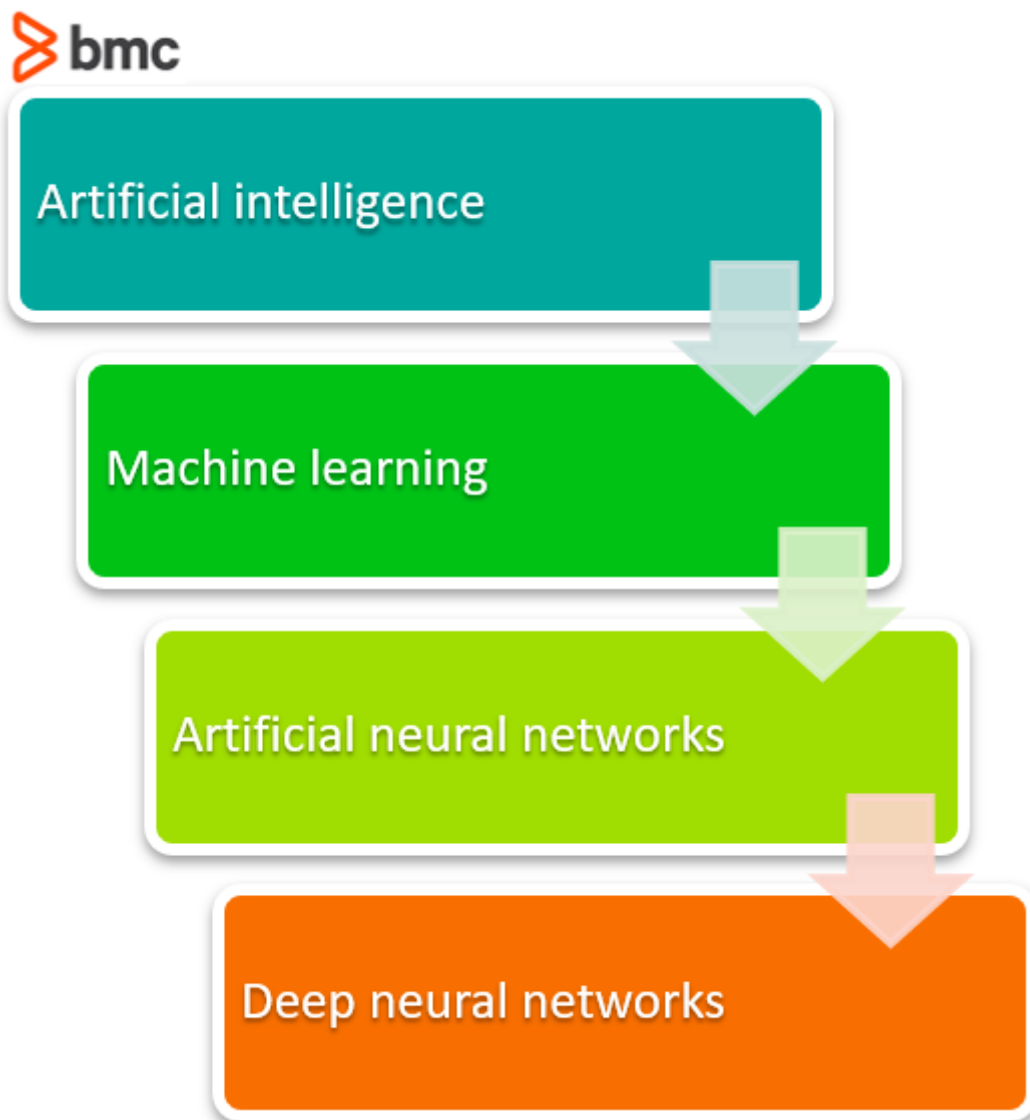 bmc
Artificial intelligence
Machine learning
Artificial neural networks
Deep neural networks